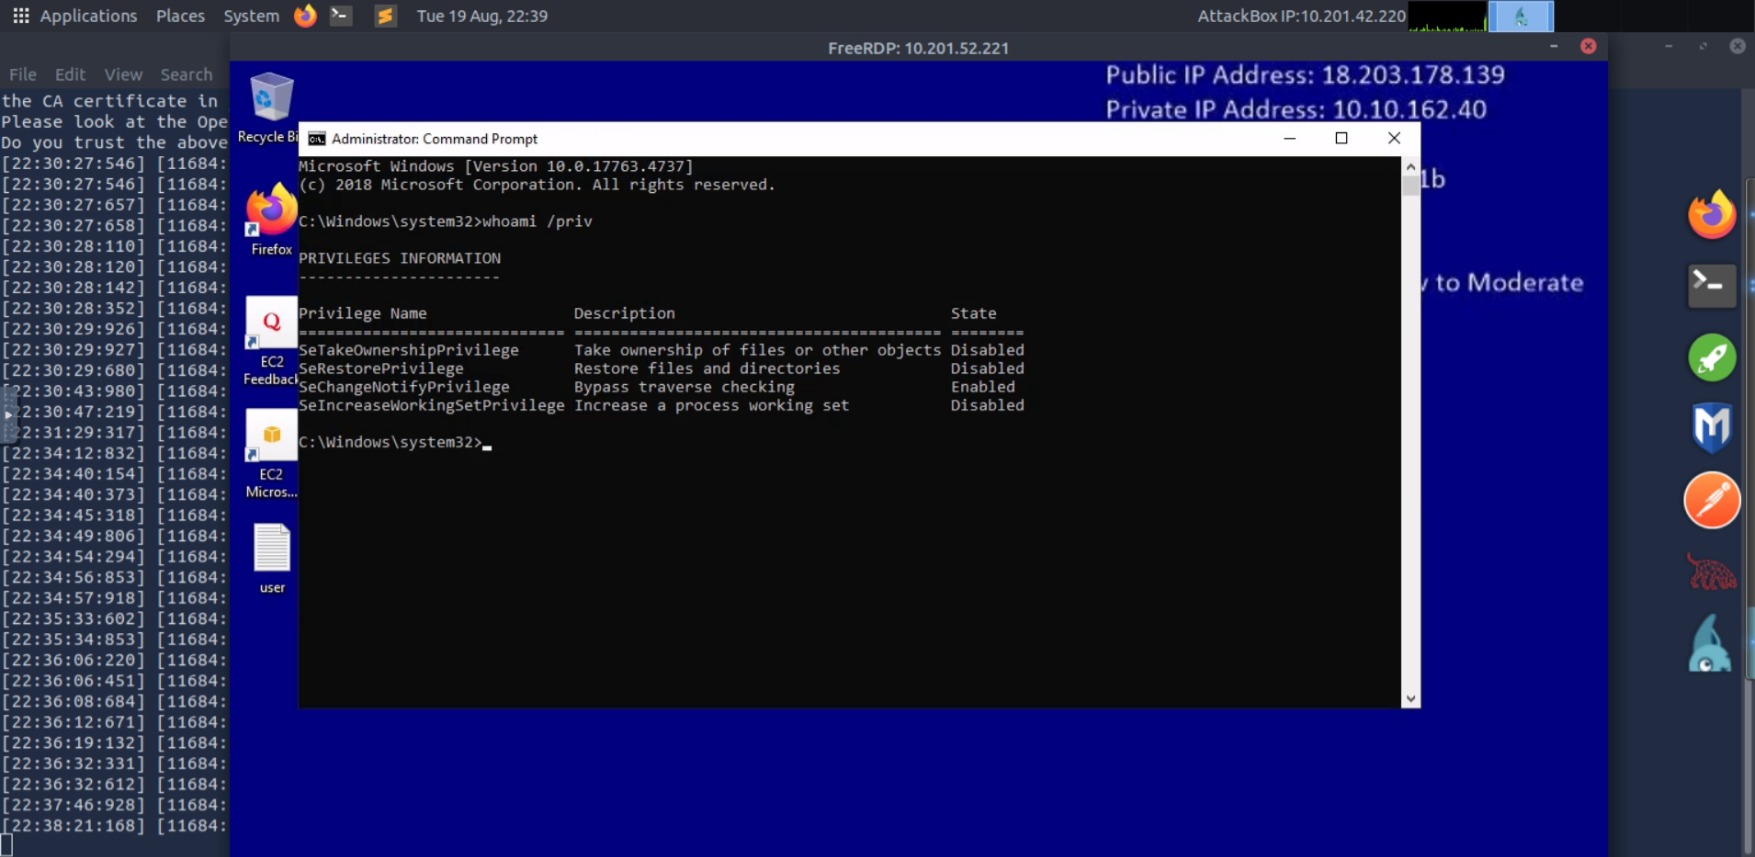 Applications Places System Tue 19 Aug, 22:39 AttackBox IP:10.201.42.220
FreeRDP: 10.201.52.221
File Edit View Search
the CA certificate in
Please look at the Ope
Do you trust the above
[22:30:27:546] [11684:
[22:30:27:546] [11684:
[22:30:27:657] [11684:
[22:30:27:658] [11684:
[22:30:28:110] [11684:
[22:30:28:120] [11684:
[22:30:28:142] [11684:
[22:30:28:352] [11684:
[22:30:29:926] [11684:
[22:30:29:927] [11684:
[22:30:29:680] [11684:
22:30:43:980] [11684:
22:30:47:219] [11684:
22:31:29:317] [11684:
[22:34:12:832] [11684:
[22:34:40:154] [11684:
[22:34:40:373] [11684:
[22:34:45:318] [11684:
[22:34:49:806] [11684:
[22:34:54:294] [11684:
[22:34:56:853] [11684:
[22:34:57:918] [11684:
[22:35:33:602] [11684:
[22:35:34:853] [11684:
[22:36:06:220] [11684:
[22:36:06:451] [11684:
[22:36:08:684] [11684:
[22:36:12:671] [11684:
[22:36:19:132] [11684:
[22:36:32:331] [11684:
[22:36:32:612] [11684:
[22:37:46:928] [11684:
[22:38:21:168] [11684:
Recycle Bi
Firefox
EC2
Feedback
EC2
Micros...
user
Public IP Address: 18.203.178.139
Private IP Address: 10.10.162.40
1b
to Moderate
Administrator: Command Prompt
Microsoft Windows [Version 10.0.17763.4737]
(c) 2018 Microsoft Corporation. All rights reserved.
C:\Windows\system32>whoami /priv
PRIVILEGES INFORMATION
----------------------
Privilege Name Description State
============================= ======================================== ========
SeTakeOwnershipPrivilege Take ownership of files or other objects Disabled
SeRestorePrivilege Restore files and directories Disabled
SeChangeNotifyPrivilege Bypass traverse checking Enabled
SeIncreaseWorkingSetPrivilege Increase a process working set Disabled
C:\Windows\system32>